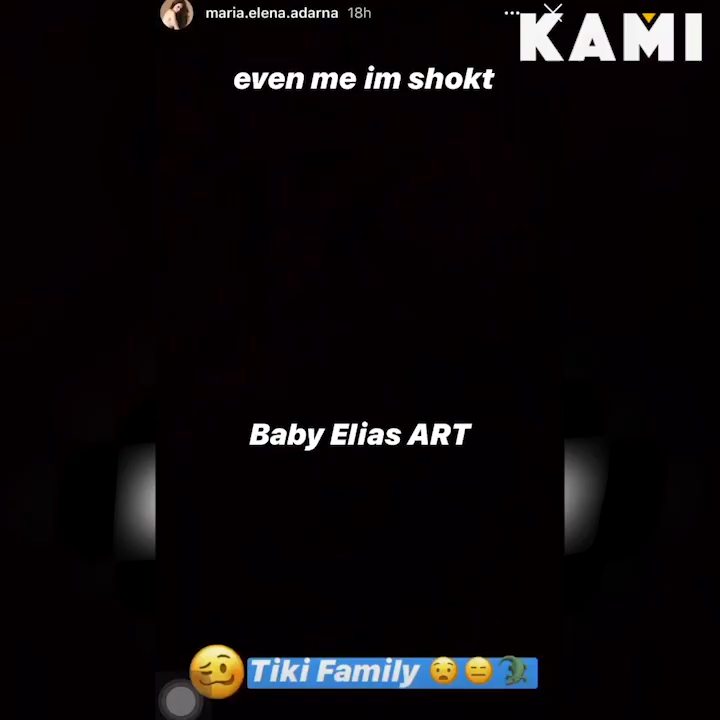 maria.elena.adarna 18h
KAMI
even me im shokt
Baby Elias ART
Tiki Family